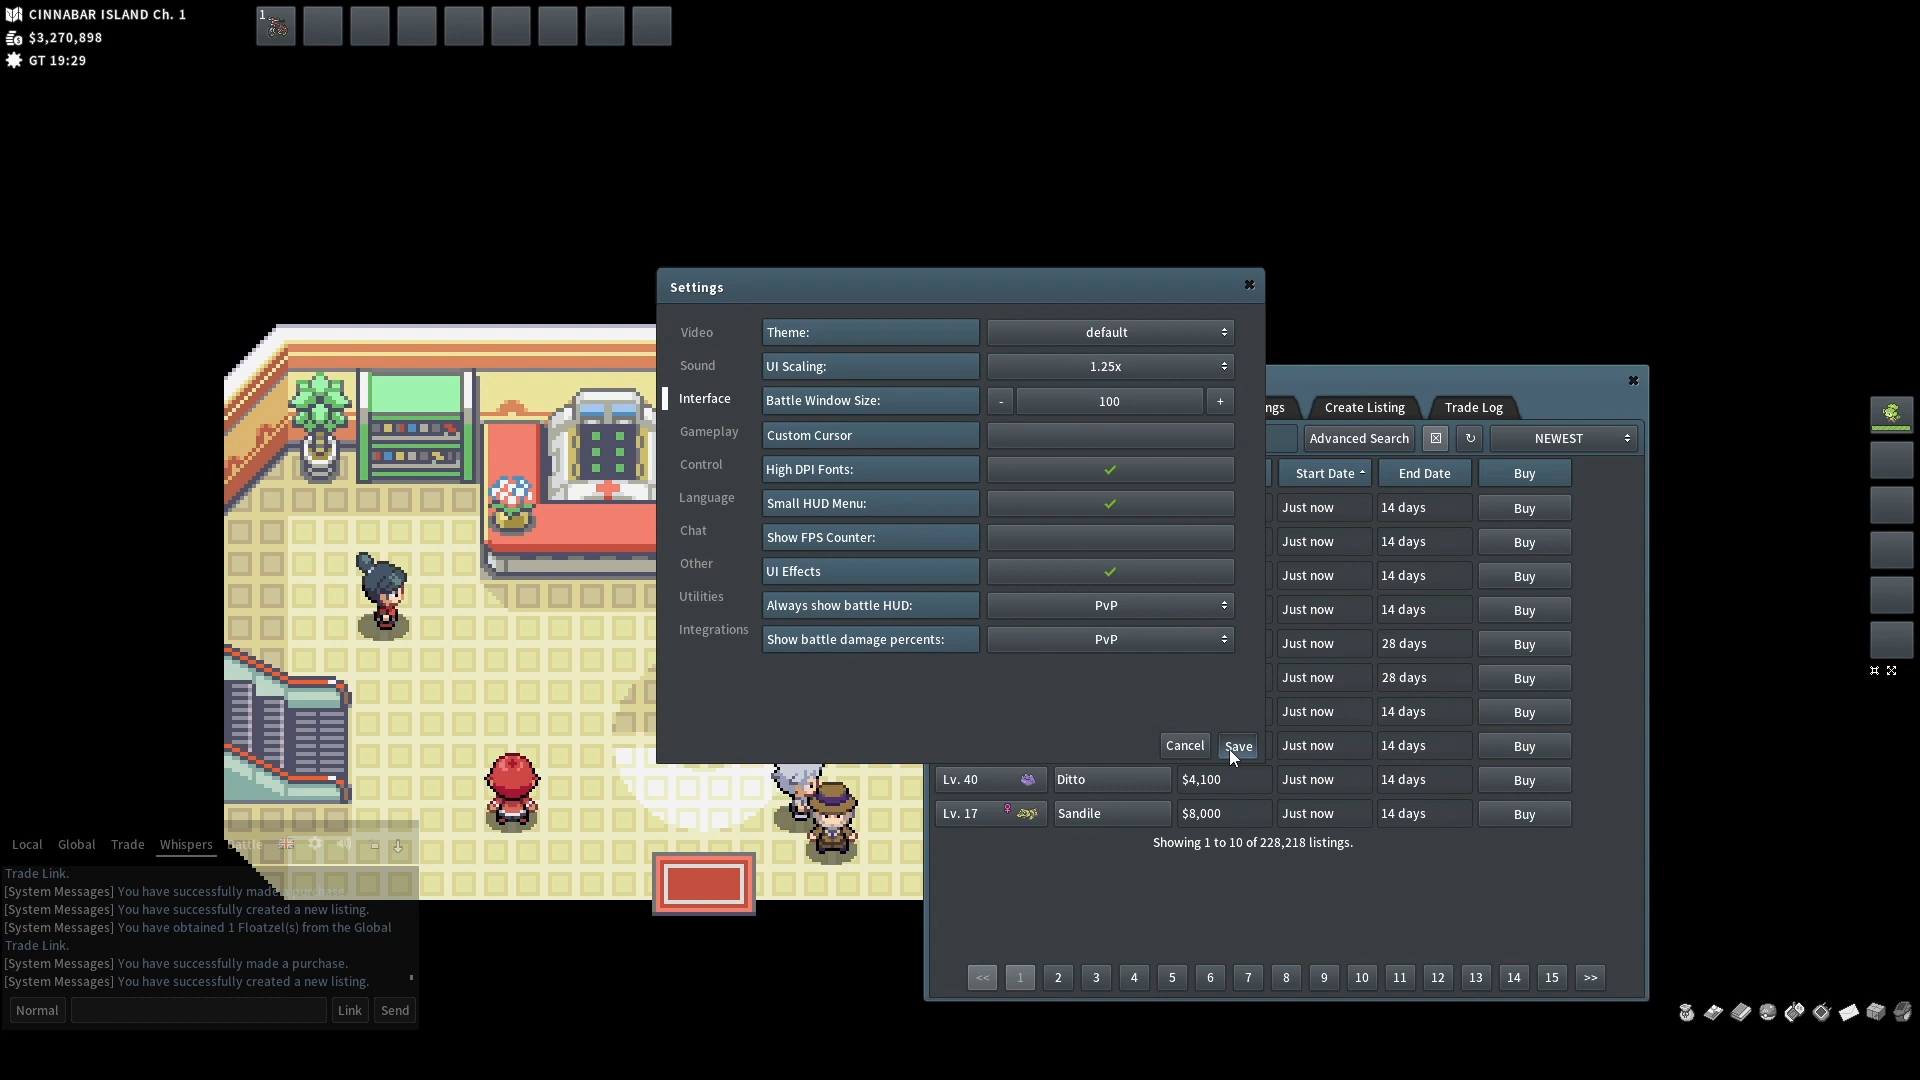 CINNABAR ISLAND Ch. 1
$3,270,898
GT 19:29
1
Settings
Video
Sound
Interface
Gameplay
Control
Language
Chat
Other
Utilities
Integrations
Theme: default
UI Scaling: 1.25x
Battle Window Size: - 100 +
Custom Cursor
High DPI Fonts:
Small HUD Menu:
Show FPS Counter:
UI Effects
Always show battle HUD: PvP
Show battle damage percents: PvP
Cancel Save
ngs Create Listing Trade Log
Advanced Search NEWEST
Start Date End Date Buy
Just now 14 days Buy
Just now 14 days Buy
Just now 14 days Buy
Just now 14 days Buy
Just now 28 days Buy
Just now 28 days Buy
Just now 14 days Buy
Just now 14 days Buy
Lv. 40 Ditto $4,100 Just now 14 days Buy
Lv. 17 Sandile $8,000 Just now 14 days Buy
Showing 1 to 10 of 228,218 listings.
<< 1 2 3 4 5 6 7 8 9 10 11 12 13 14 15 >>
Local Global Trade Whispers Battle
Trade Link.
[System Messages] You have successfully made a purchase.
[System Messages] You have successfully created a new listing.
[System Messages] You have obtained 1 Floatzel(s) from the Global
Trade Link.
[System Messages] You have successfully made a purchase.
[System Messages] You have successfully created a new listing.
Normal Link Send